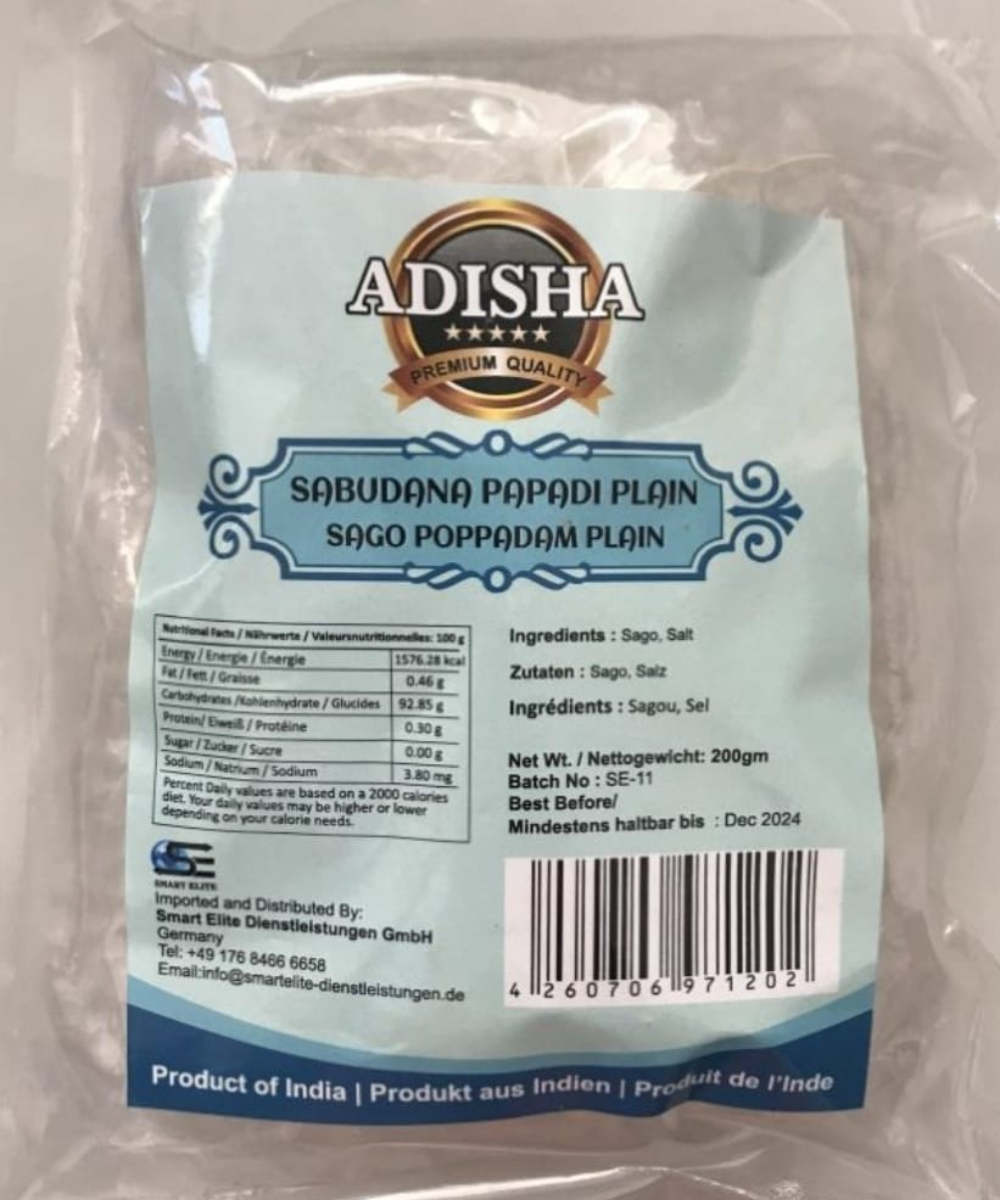 ADISHA
PREMIUM QUALITY
SABUDANA PAPADI PLAIN
SAGO POPPADAM PLAIN
Nutritional Facts / Nährwerte / Valeursnutritionnelles: 100 g
Energy / Energie / Énergie 1576.28 kcal
Fat / Fett / Graisse 0.46 g
Carbohydrates /Kohlenhydrate / Glucides 92.85 g
Protein/ Eiweiß / Protéine 0.30 g
Sugar / Zucker / Sucre 0.00 g
Sodium / Natrium / Sodium 3.80 mg
Percent Daily values are based on a 2000 calories
diet. Your daily values may be higher or lower
depending on your calorie needs.
Ingredients : Sago, Salt
Zutaten : Sago, Salz
Ingrédients : Sagou, Sel
Net Wt. / Nettogewicht: 200gm
Batch No : SE-11
Best Before/
Mindestens haltbar bis : Dec 2024
SE
SMART ELITE
Imported and Distributed By:
Smart Elite Dienstleistungen GmbH
Germany
Tel: +49 176 8466 6658
Email:info@smartelite-dienstleistungen.de
4 260706 971202
Product of India | Produkt aus Indien | Produit de l'Inde